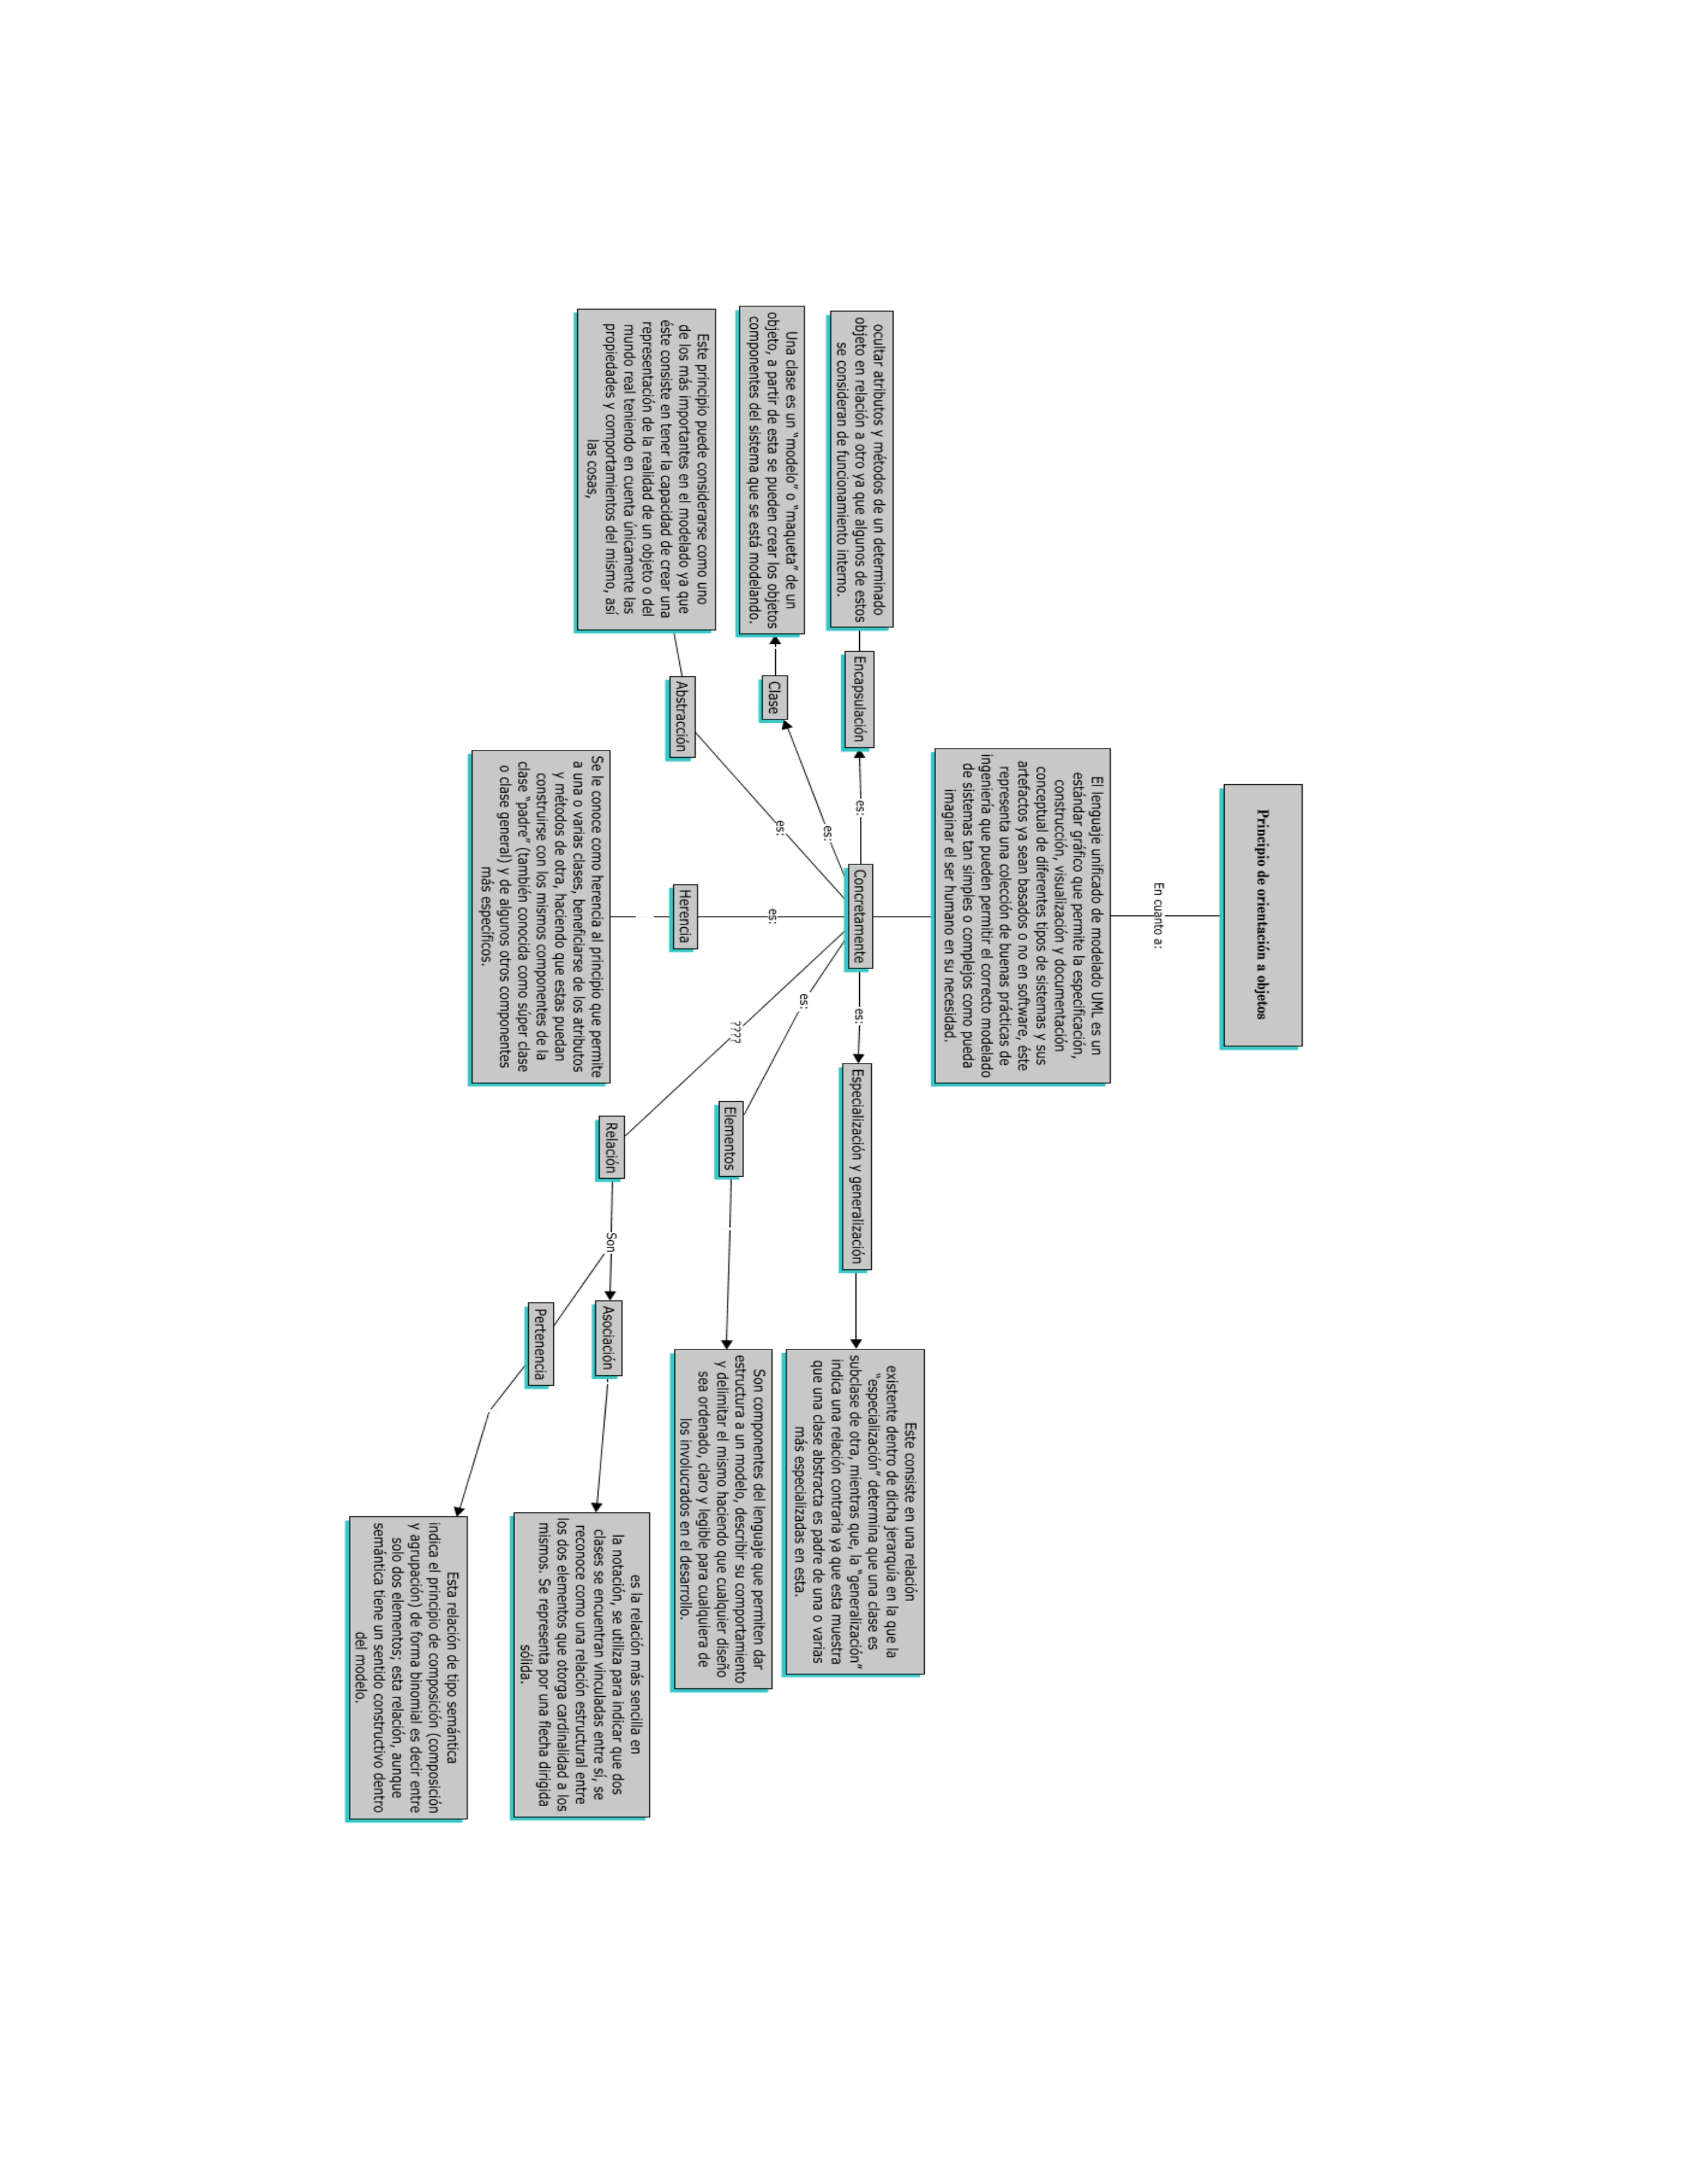 Principio de orientación a objetos
En cuanto a:
El lenguaje unificado de modelado UML es un
estándar gráfico que permite la especificación,
construcción, visualización y documentación
conceptual de diferentes tipos de sistemas y sus
artefactos ya sean basados o no en software, éste
representa una colección de buenas prácticas de
ingeniería que pueden permitir el correcto modelado
de sistemas tan simples o complejos como pueda
imaginar el ser humano en su necesidad.
Concretamente
es:
Encapsulación
ocultar atributos y métodos de un determinado
objeto en relación a otro ya que algunos de estos
se consideran de funcionamiento interno.
es:
Clase
Una clase es un “modelo” o “maqueta” de un
objeto, a partir de esta se pueden crear los objetos
componentes del sistema que se está modelando.
es:
Abstracción
Este principio puede considerarse como uno
de los más importantes en el modelado ya que
éste consiste en tener la capacidad de crear una
representación de la realidad de un objeto o del
mundo real teniendo en cuenta únicamente las
propiedades y comportamientos del mismo, así
las cosas,
es:
Herencia
Se le conoce como herencia al principio que permite
a una o varias clases, beneficiarse de los atributos
y métodos de otra, haciendo que estas puedan
construirse con los mismos componentes de la
clase “padre” (también conocida como súper clase
o clase general) y de algunos otros componentes
más específicos.
es:
Especialización y generalización
Este consiste en una relación
existente dentro de dicha jerarquía en la que la
“especialización” determina que una clase es
subclase de otra, mientras que, la “generalización”
indica una relación contraria ya que esta muestra
que una clase abstracta es padre de una o varias
más especializadas en esta.
es:
Elementos
Son componentes del lenguaje que permiten dar
estructura a un modelo, describir su comportamiento
y delimitar el mismo haciendo que cualquier diseño
sea ordenado, claro y legible para cualquiera de
los involucrados en el desarrollo.
????
Relación
Son
Asociación
es la relación más sencilla en
la notación, se utiliza para indicar que dos
clases se encuentran vinculadas entre sí, se
reconoce como una relación estructural entre
los dos elementos que otorga cardinalidad a los
mismos. Se representa por una flecha dirigida
sólida.
Pertenencia
Esta relación de tipo semántica
indica el principio de composición (composición
y agrupación) de forma binomial es decir entre
solo dos elementos; esta relación, aunque
semántica tiene un sentido constructivo dentro
del modelo.